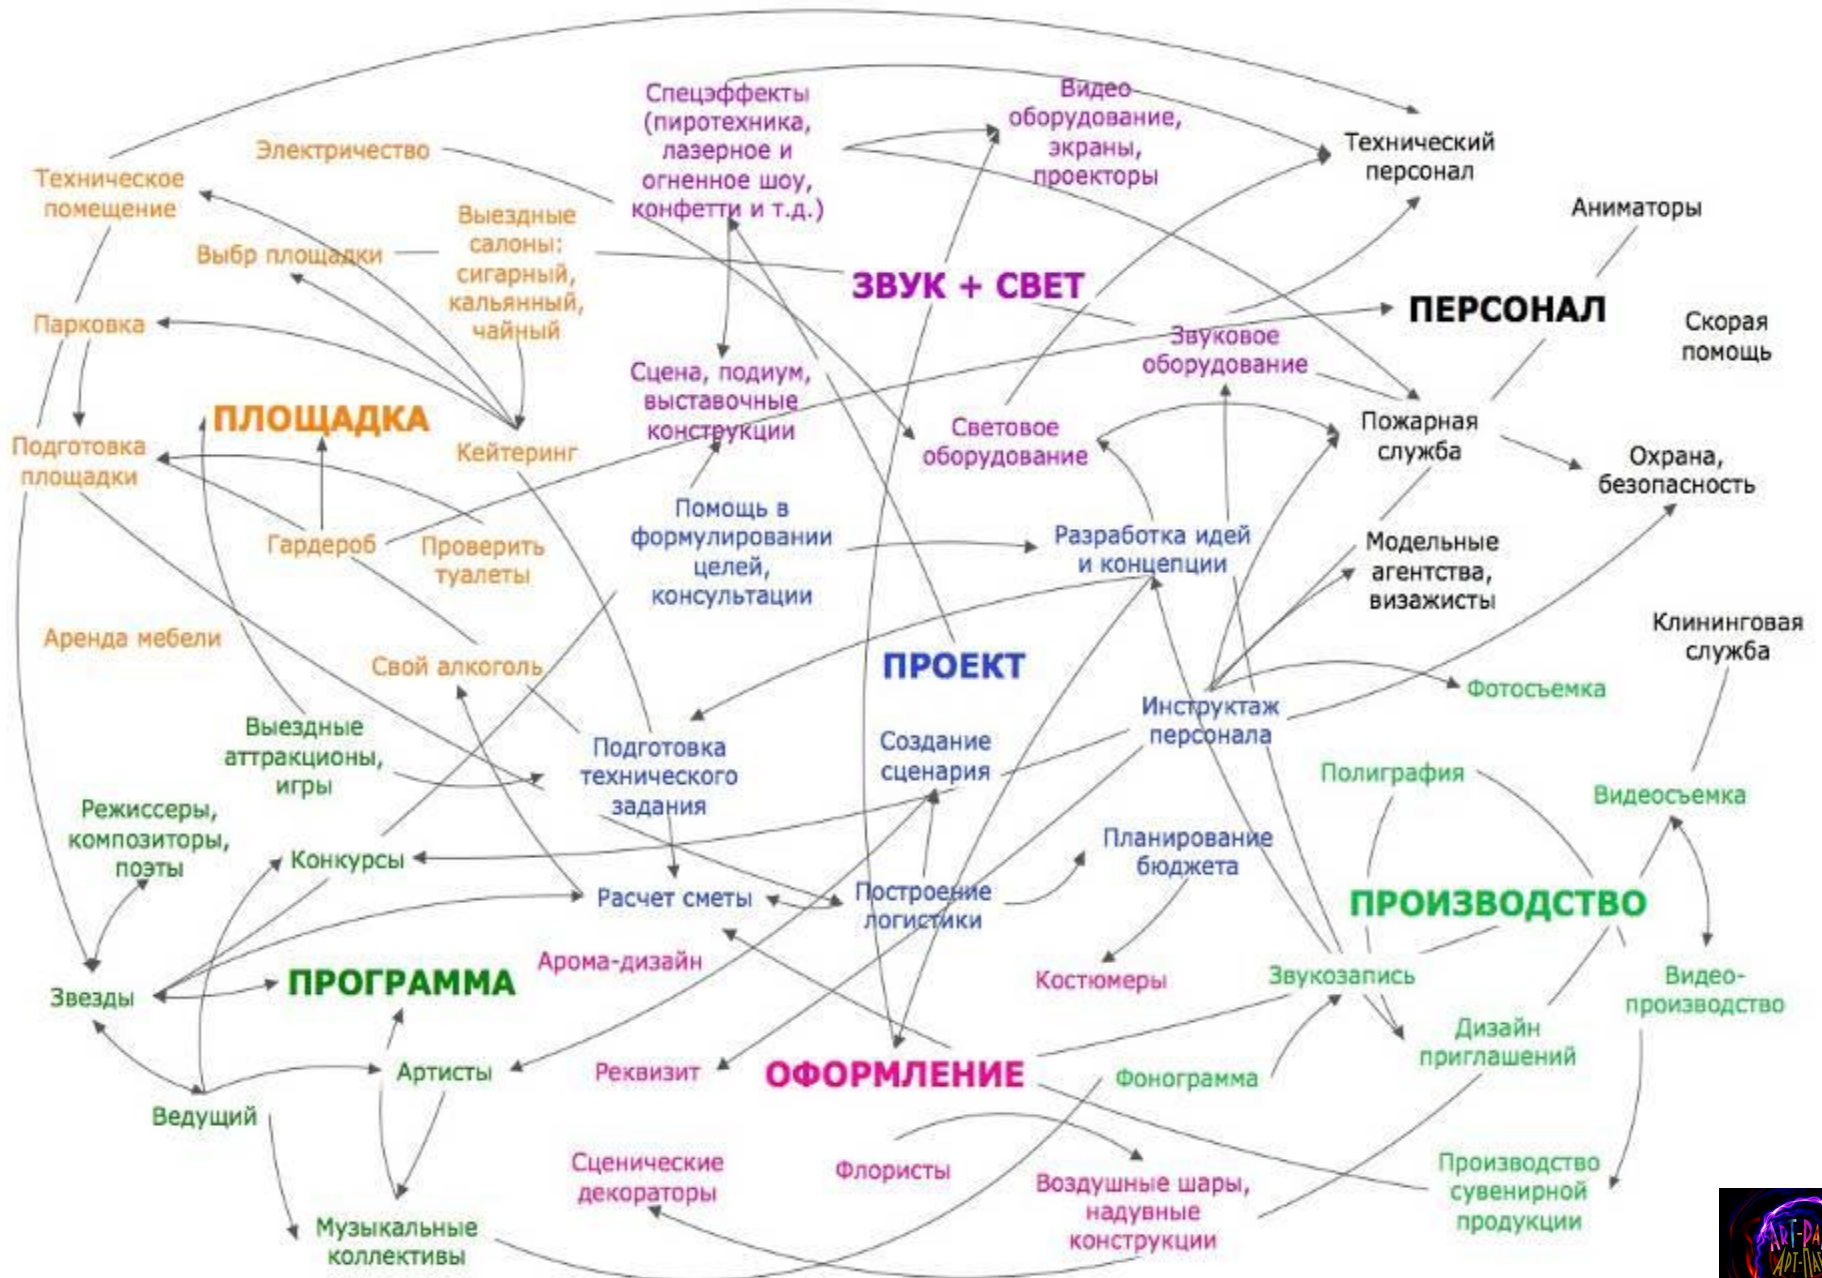 Спецэффекты
(пиротехника,
лазерное и
огненное шоу,
конфетти и т.д.)
Видео
оборудование,
экраны,
проекторы
Технический
персонал
Электричество
Техническое
помещение
Выездные
салоны:
сигарный,
кальянный,
чайный
Аниматоры
Выбр площадки
ЗВУК + СВЕТ
ПЕРСОНАЛ
Парковка
Звуковое
оборудование
Скорая
помощь
Сцена, подиум,
выставочные
конструкции
ПЛОЩАДКА
Световое
оборудование
Пожарная
служба
Подготовка
площадки
Кейтеринг
Охрана,
безопасность
Помощь в
формулировании
целей,
консультации
Разработка идей
и концепции
Гардероб
Проверить
туалеты
Модельные
агентства,
визажисты
Аренда мебели
Свой алкоголь
ПРОЕКТ
Клининговая
служба
Фотосъемка
Инструктаж
персонала
Выездные
аттракционы,
игры
Подготовка
технического
задания
Создание
сценария
Полиграфия
Видеосъемка
Режиссеры,
композиторы,
поэты
Конкурсы
Планирование
бюджета
Расчет сметы
Построение
логистики
ПРОИЗВОДСТВО
Звезды
ПРОГРАММА
Арома-дизайн
Костюмеры
Звукозапись
Видео-
производство
Дизайн
приглашений
Артисты
Реквизит
ОФОРМЛЕНИЕ
Фонограмма
Ведущий
Сценические
декораторы
Флористы
Воздушные шары,
надувные
конструкции
Производство
сувенирной
продукции
Музыкальные
коллективы